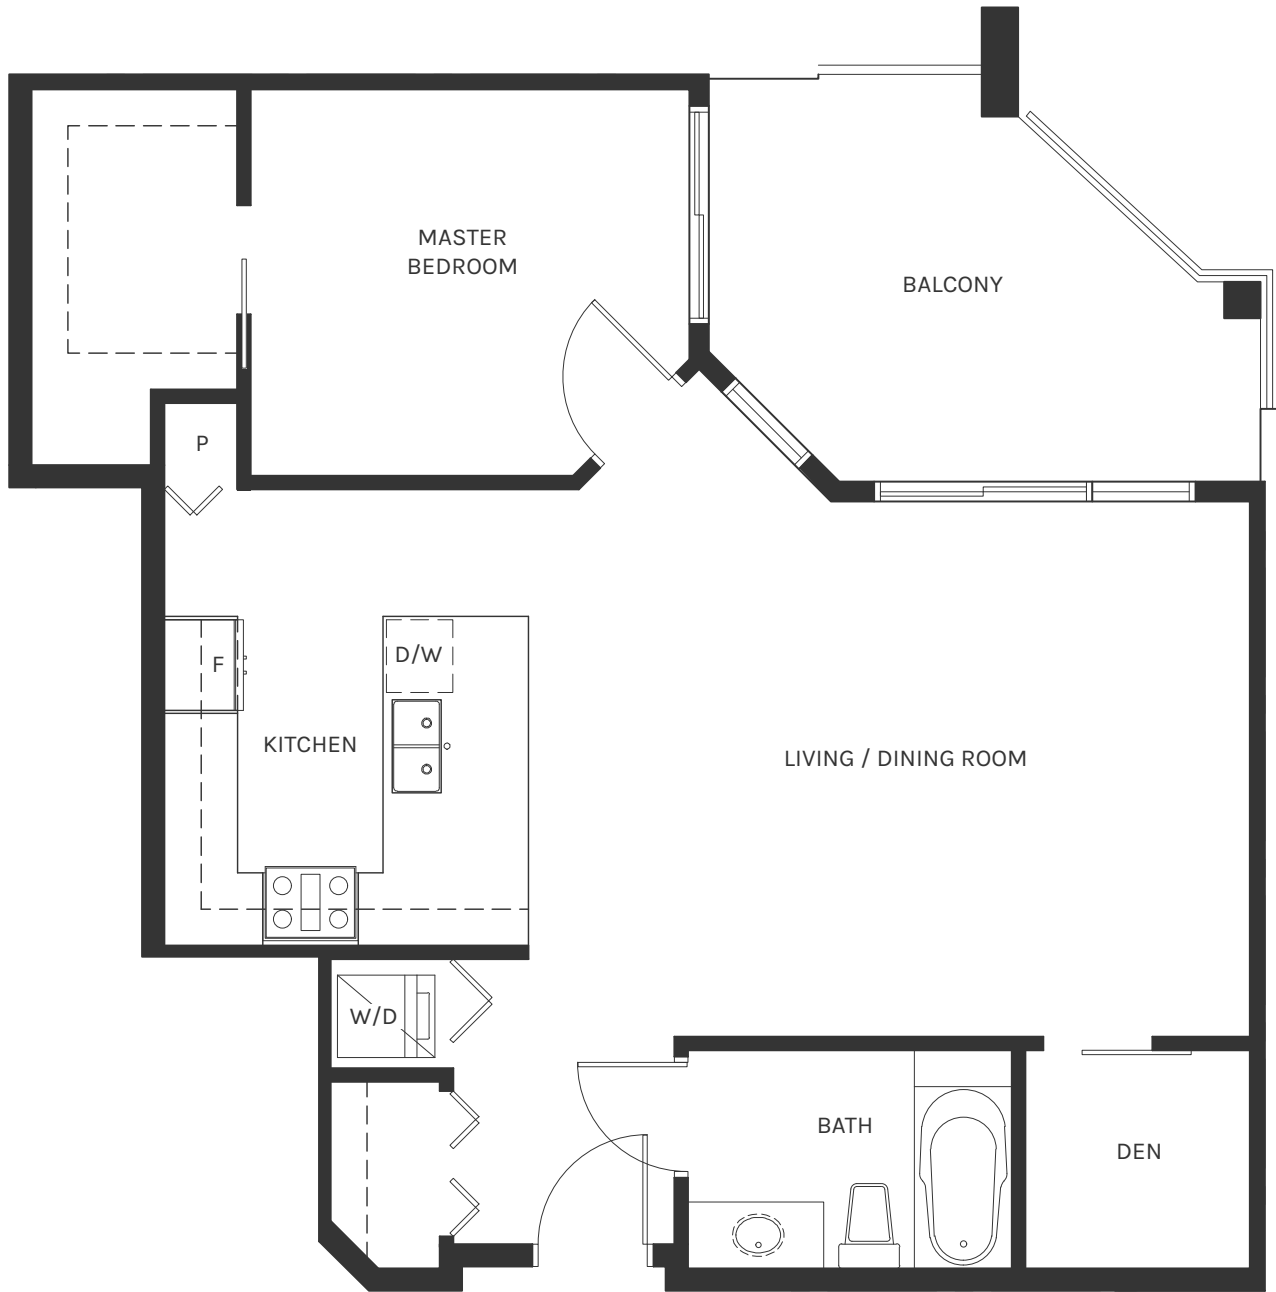 MASTER
BEDROOM
BALCONY
P
D/W
F
KITCHEN
LIVING / DINING ROOM
W/D
BATH
DEN